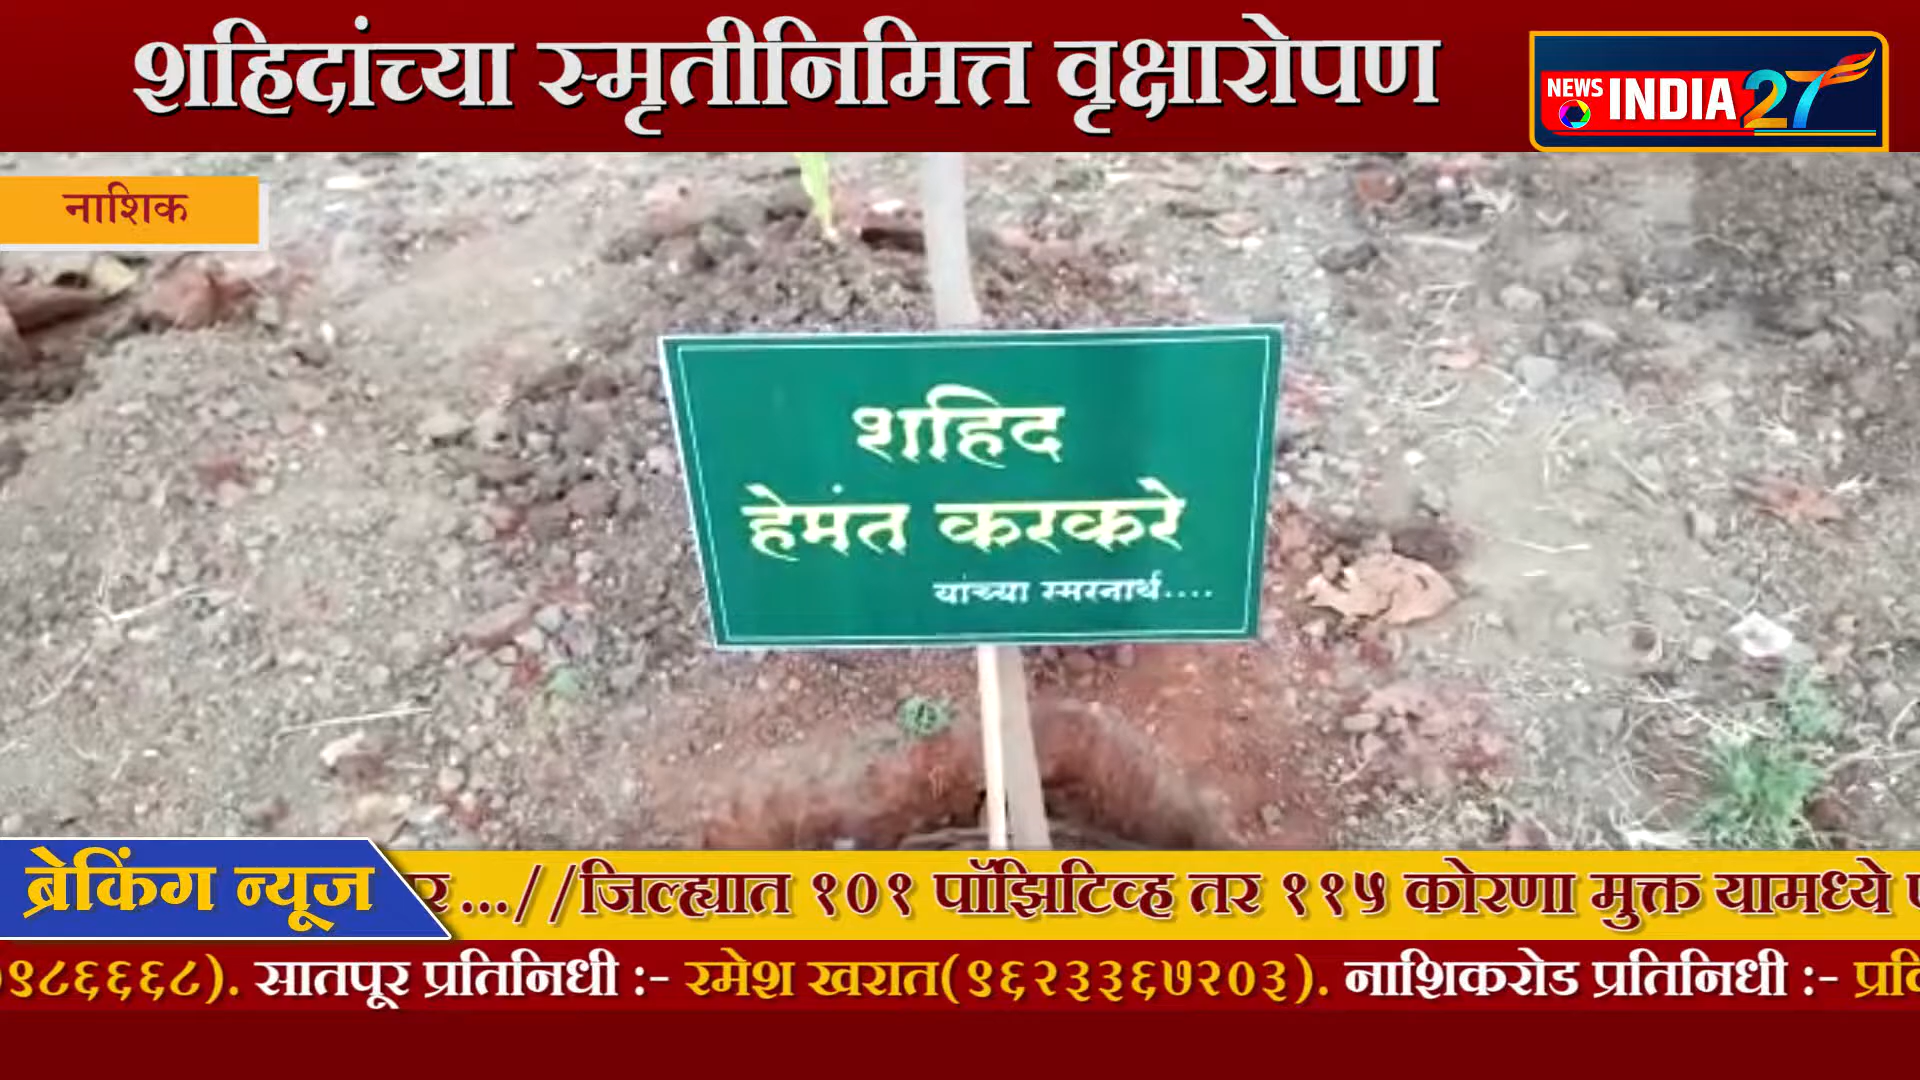 शहिदांच्या स्मृतीनिमित्त वृक्षारोपण
NEWS INDIA 27
नाशिक
शहिद
हेमंत करकरे
यांच्या स्मरनार्थ....
ब्रेकिंग न्यूज
र...//जिल्ह्यात १०१ पॉझिटिव्ह तर ११५ कोरणा मुक्त यामध्ये
९८६६६८). सातपूर प्रतिनिधी :- रमेश खरात(९६२३३६७२०३). नाशिकरोड प्रतिनिधी :-